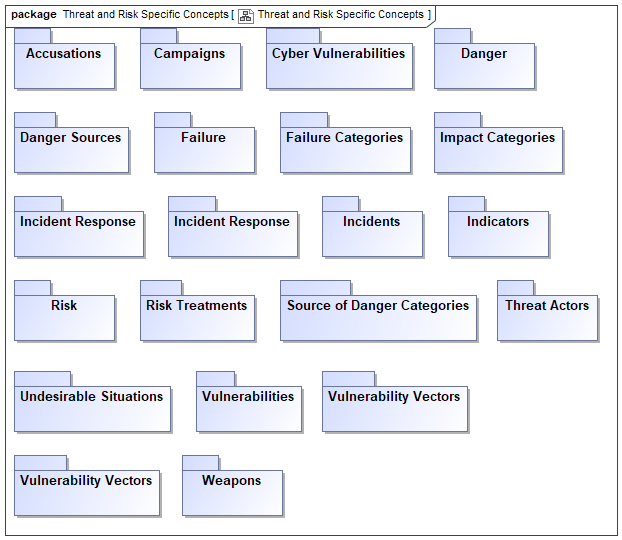 package Threat and Risk Specific Concepts [ Threat and Risk Specific Concepts ]
Accusations
Campaigns
Cyber Vulnerabilities
Danger
Danger Sources
Failure
Failure Categories
Impact Categories
Incident Response
Incident Response
Incidents
Indicators
Risk
Risk Treatments
Source of Danger Categories
Threat Actors
Undesirable Situations
Vulnerabilities
Vulnerability Vectors
Vulnerability Vectors
Weapons